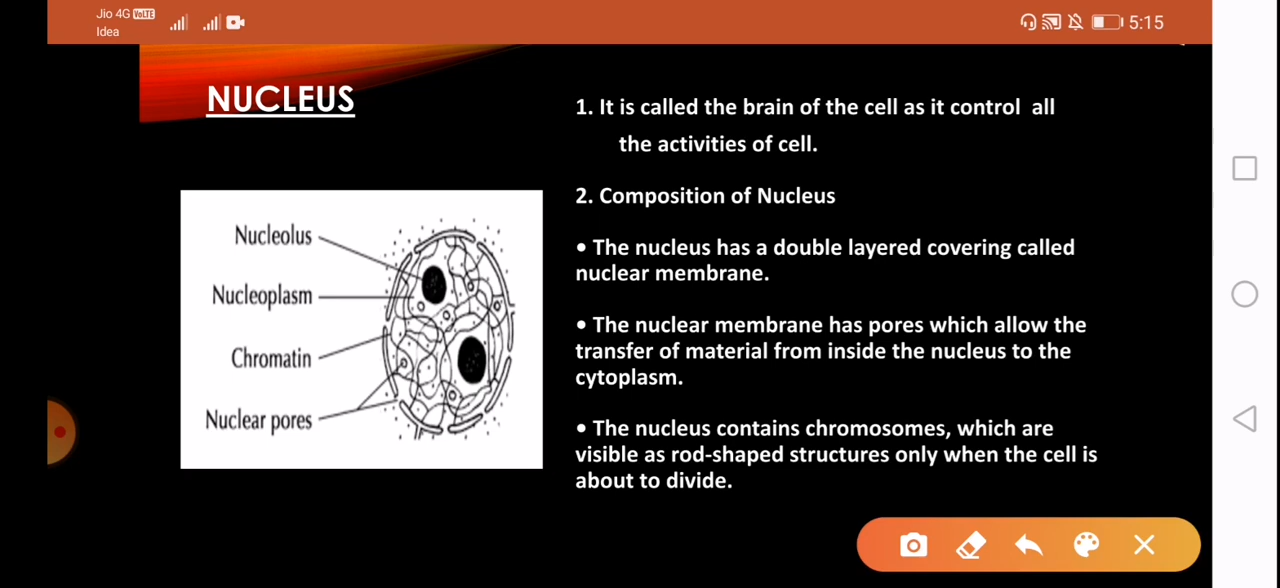 Jio 4G VoLTE
Idea
5:15
NUCLEUS
1. It is called the brain of the cell as it control all
the activities of cell.
2. Composition of Nucleus
• The nucleus has a double layered covering called
nuclear membrane.
• The nuclear membrane has pores which allow the
transfer of material from inside the nucleus to the
cytoplasm.
• The nucleus contains chromosomes, which are
visible as rod-shaped structures only when the cell is
about to divide.
Nucleolus
Nucleoplasm
Chromatin
Nuclear pores